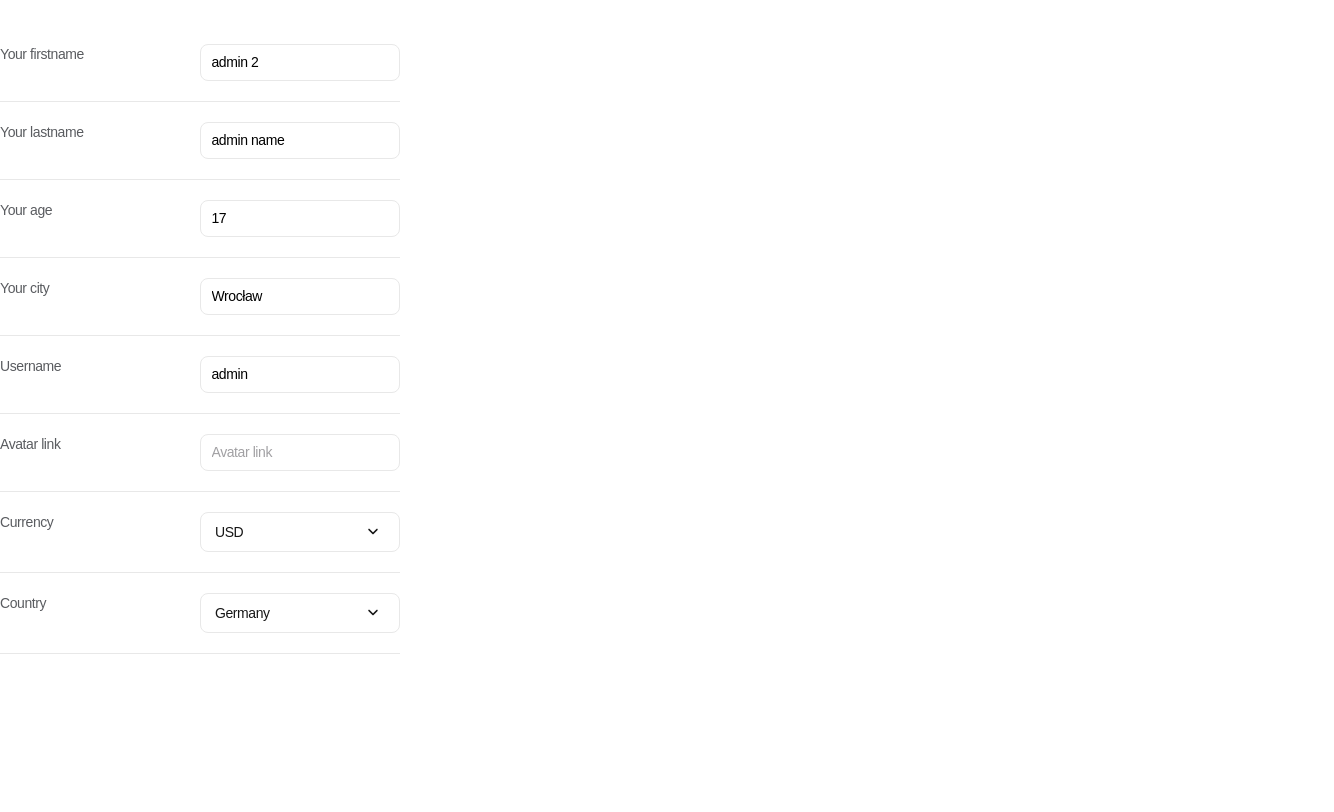 Your firstname
admin 2
Your lastname
admin name
Your age
17
Your city
Wrocław
Username
admin
Avatar link
Avatar link
Currency
USD
Country
Germany